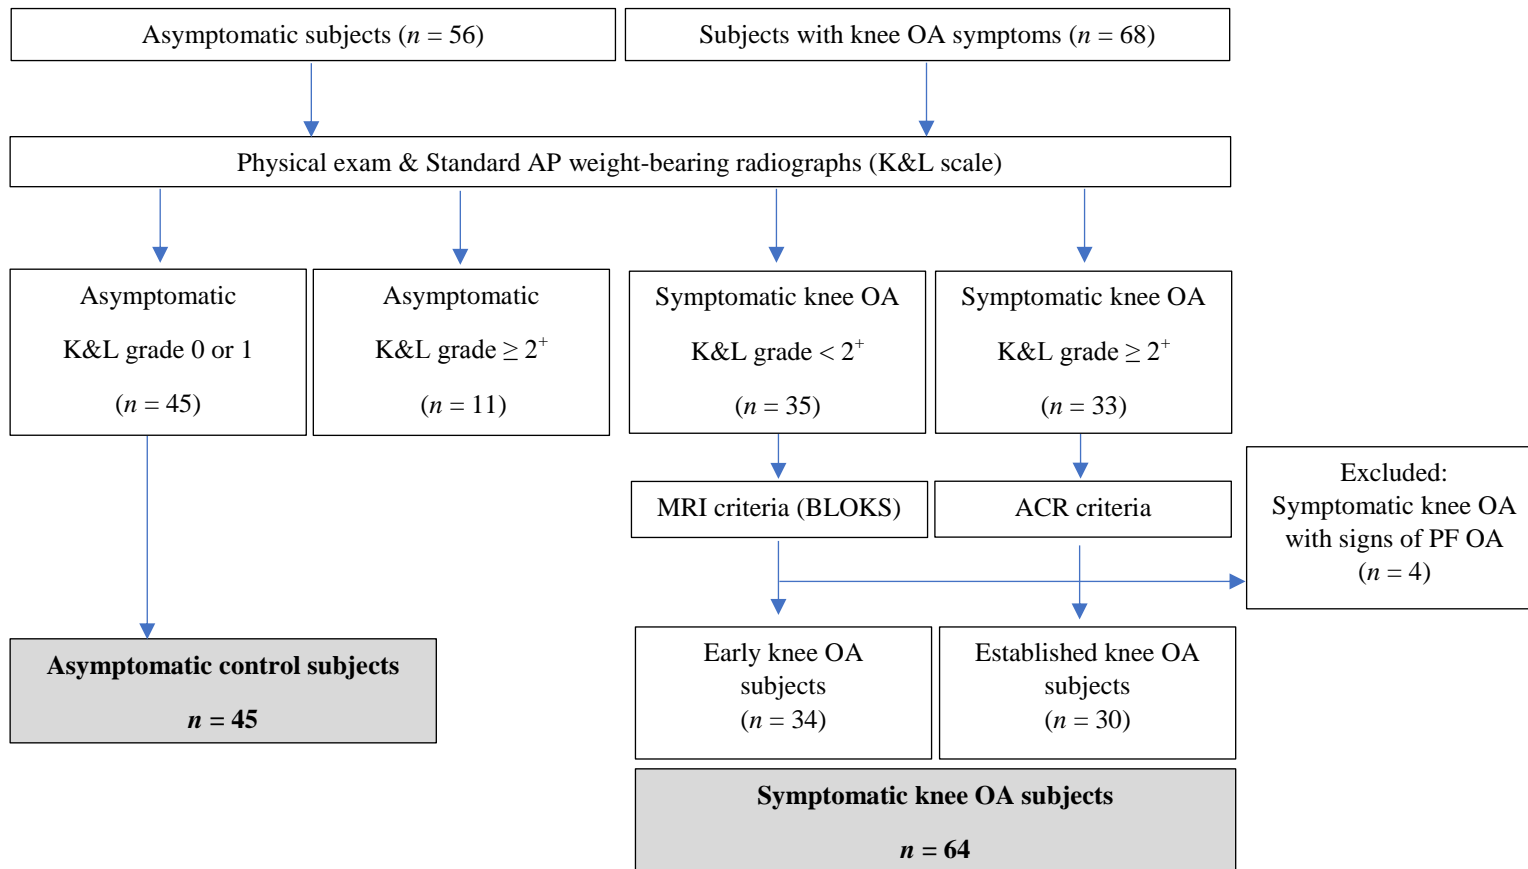 Asymptomatic subjects (n = 56)
Subjects with knee OA symptoms (n = 68)
Physical exam & Standard AP weight-bearing radiographs (K&L scale)
Asymptomatic
K&L grade 0 or 1
(n = 45)
Asymptomatic
K&L grade ≥ 2⁺
(n = 11)
Symptomatic knee OA
K&L grade < 2⁺
(n = 35)
Symptomatic knee OA
K&L grade ≥ 2⁺
(n = 33)
MRI criteria (BLOKS)
ACR criteria
Excluded:
Symptomatic knee OA
with signs of PF OA
(n = 4)
Asymptomatic control subjects
n = 45
Early knee OA
subjects
(n = 34)
Established knee OA
subjects
(n = 30)
Symptomatic knee OA subjects
n = 64